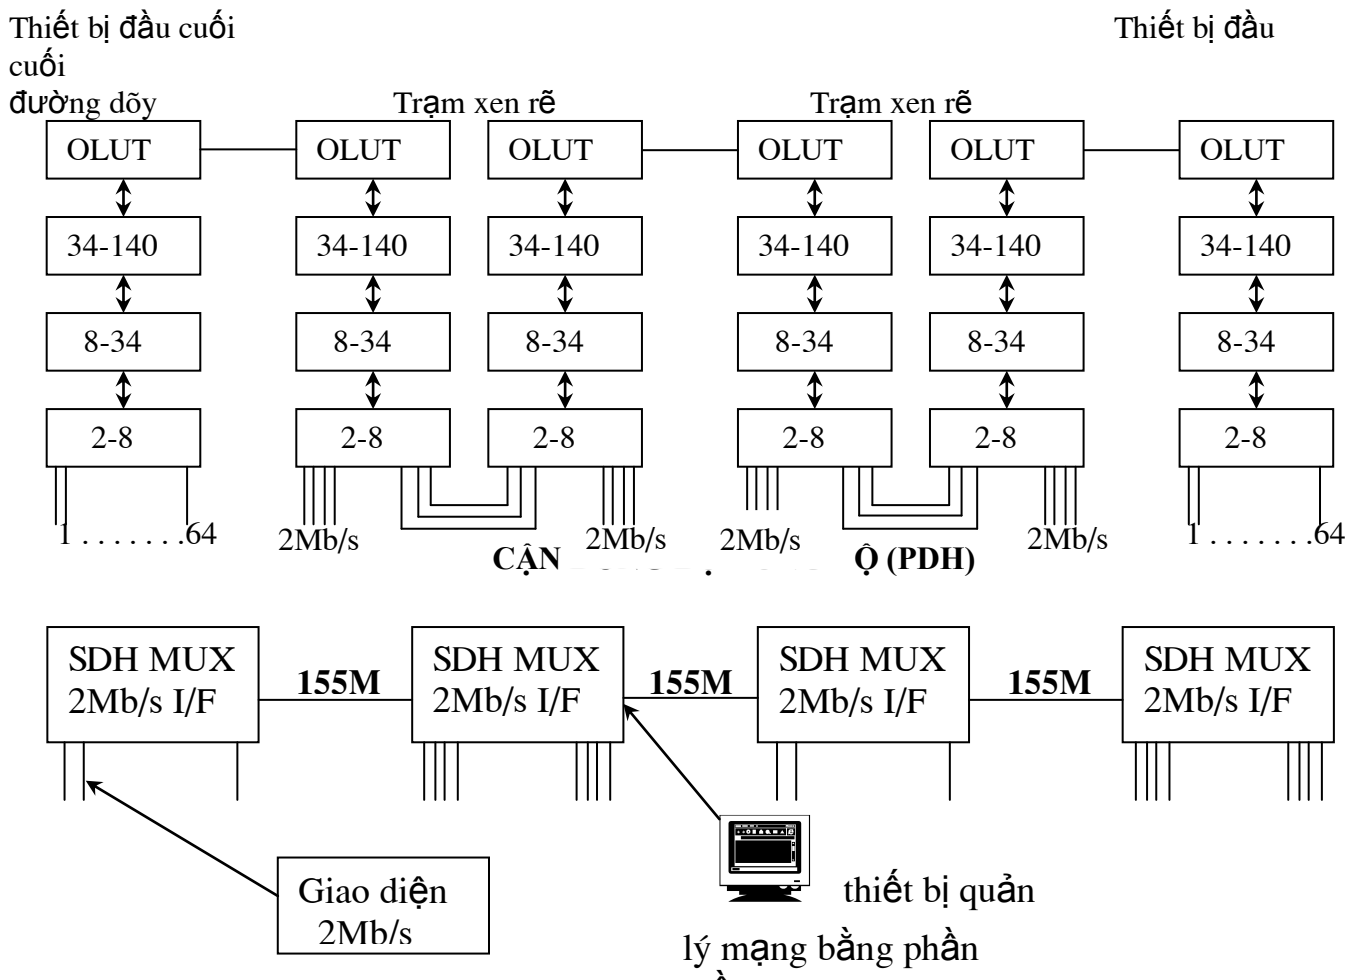 Thiết bị đầu cuối Thiết bị đầu
cuối
đường dõy Trạm xen rẽ Trạm xen rẽ
OLUT OLUT OLUT OLUT OLUT OLUT
34-140 34-140 34-140 34-140 34-140 34-140
8-34 8-34 8-34 8-34 8-34 8-34
2-8 2-8 2-8 2-8 2-8 2-8
1 . . . . . . .64 2Mb/s 2Mb/s 2Mb/s 2Mb/s 1 . . . . . . .64
CẬN Ộ (PDH)
SDH MUX SDH MUX SDH MUX SDH MUX
2Mb/s I/F 155M 2Mb/s I/F 155M 2Mb/s I/F 155M 2Mb/s I/F
Giao diện
2Mb/s
thiết bị quản
lý mạng bằng phần